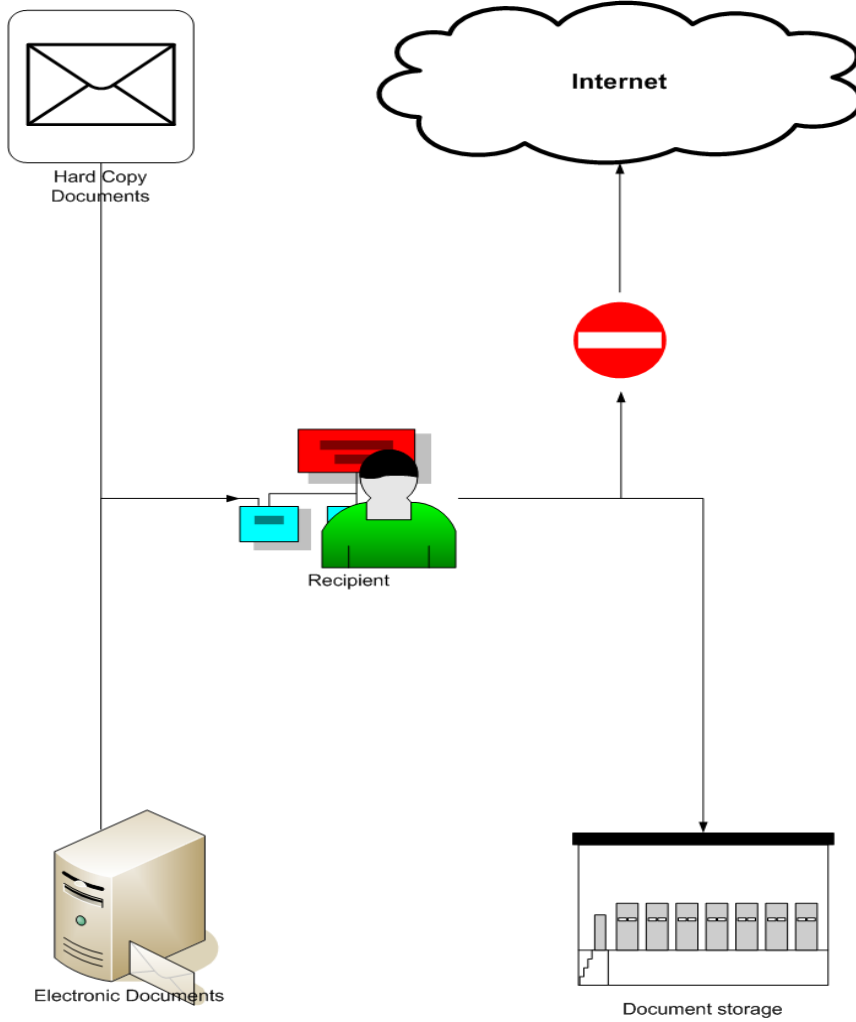 Internet
Hard Copy
Documents
Recipient
Electronic Documents
Document storage